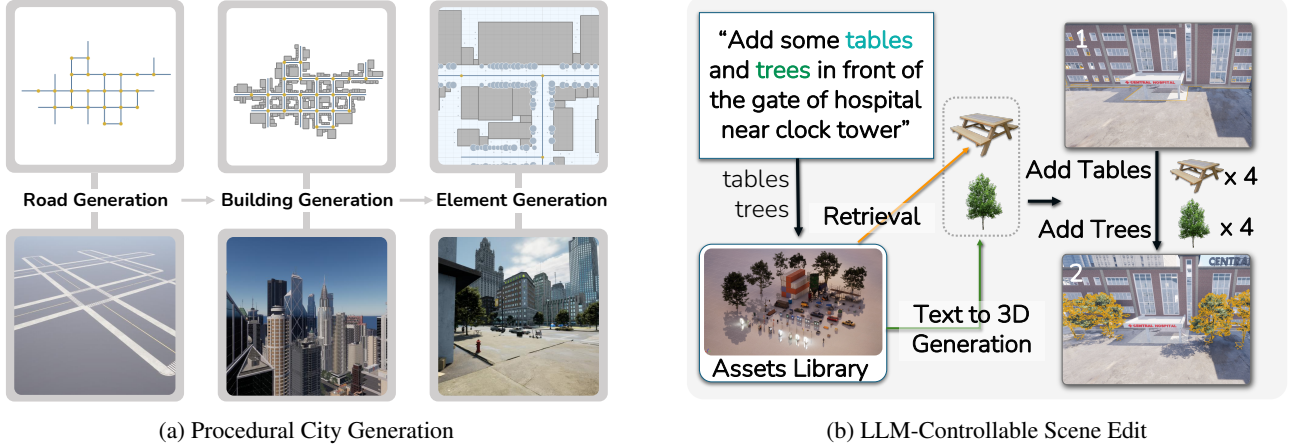 Road Generation
Building Generation
Element Generation
(a) Procedural City Generation
“Add some tables
and trees in front of
the gate of hospital
near clock tower”
tables
trees
Retrieval
Assets Library
Text to 3D
Generation
Add Tables
x 4
Add Trees
x 4
1
CENTRAL HOSPITAL
2
CENTRAL
CENTRAL HOSPITAL
(b) LLM-Controllable Scene Edit